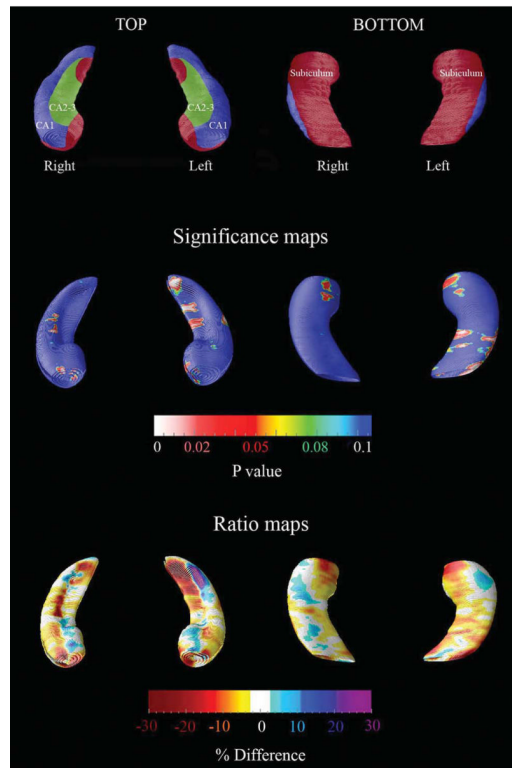 TOP BOTTOM
Subiculum Subiculum
CA2-3 CA2-3
CA1 CA1
Right Left Right Left
Significance maps
0 0.02 0.05 0.08 0.1
P value
Ratio maps
-30 -20 -10 0 10 20 30
% Difference